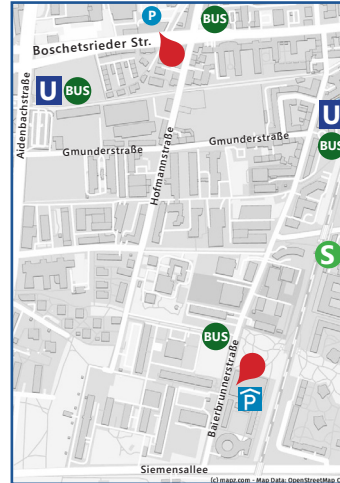 P
BUS
Boschetsrieder Str.
Aidenbachstraße
U BUS
U
BUS
Gmunderstraße
Gmunderstraße
Hofmannstraße
S
BUS
Baierbrunnerstraße
P
Siemensallee
(c) mapz.com - Map Data: OpenStreetMap